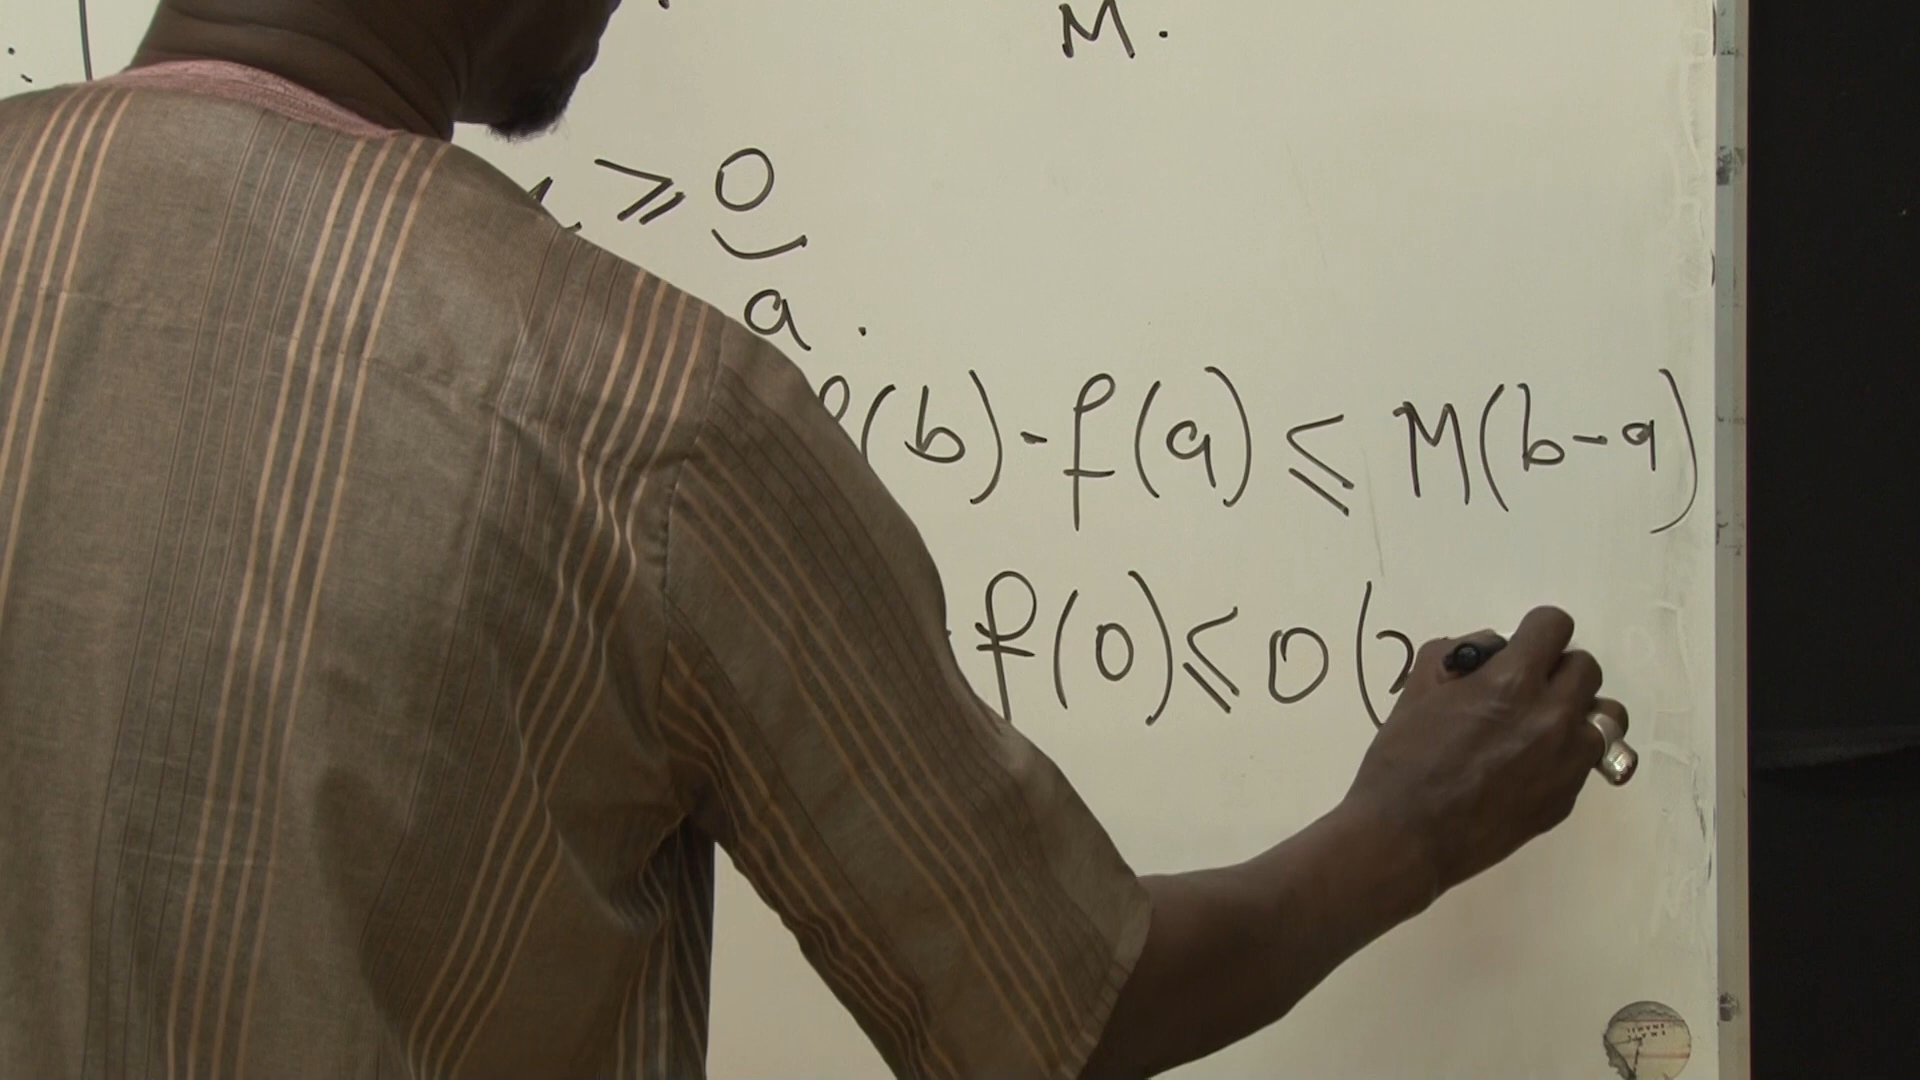 M.
≥ 0
a.
(b) - f(a) ≤ M(b-a)
f(0) ≤ 0(